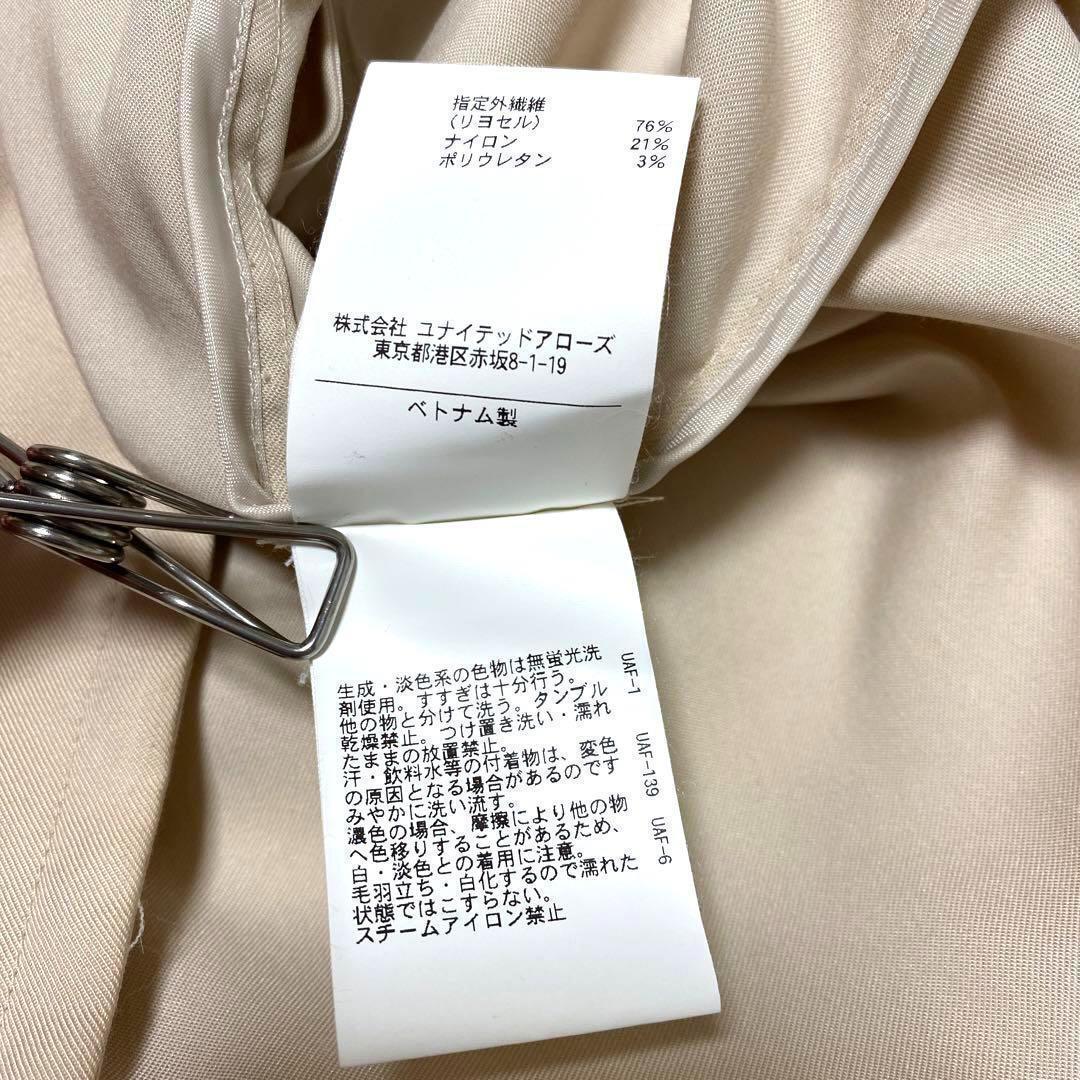 指定外繊維
(リヨセル) 76%
ナイロン 21%
ポリウレタン 3%
株式会社 ユナイテッドアローズ
東京都港区赤坂8-1-19
ベトナム製
生成・淡色系の色物は無蛍光洗
剤使用。すすぎは十分行う。
他の物と分けて洗う。タンブル
乾燥禁止。つけ置き洗い・濡れ
たままの放置禁止。
汗・飲料水等の付着物は、変色
の原因となる場合があるのです
みやかに洗い流す。
濃色の場合、摩擦により他の物
へ色移りすることがあるため、
白・淡色との着用に注意。
毛羽立ち・白化するので濡れた
状態ではこすらない。
スチームアイロン禁止
UAF-1 UAF-139 UAF-6